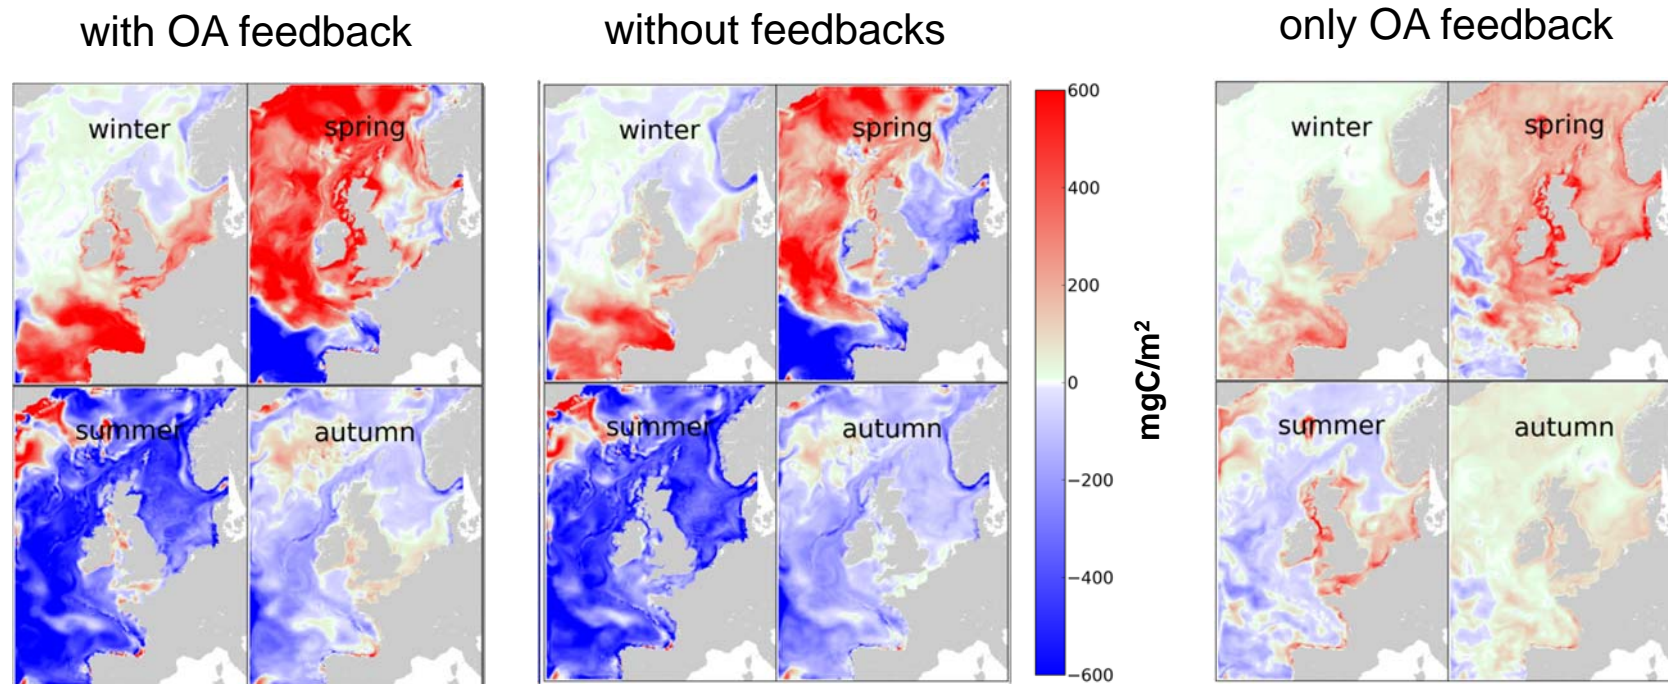 with OA feedback
without feedbacks
only OA feedback
winter
spring
summer
autumn
winter
spring
summer
autumn
600
400
200
0
−200
−400
−600
mgC/m²
winter
spring
summer
autumn